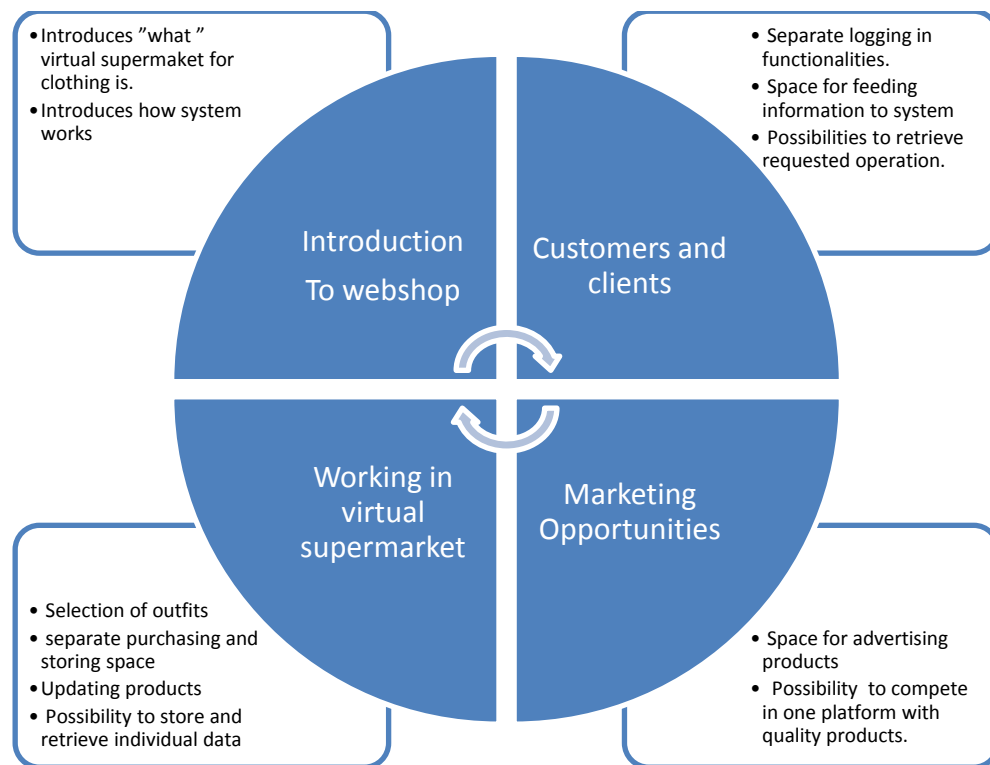 •Introduces ”what ”
virtual supermaket for
clothing is.
•Introduces how system
works
• Separate logging in
functionalities.
• Space for feeding
information to system
• Possibilities to retrieve
requested operation.
Introduction
To webshop
Customers and
clients
Working in
virtual
supermarket
Marketing
Opportunities
• Selection of outfits
• separate purchasing and
storing space
•Updating products
• Possibility to store and
retrieve individual data
• Space for advertising
products
• Possibility to compete
in one platform with
quality products.